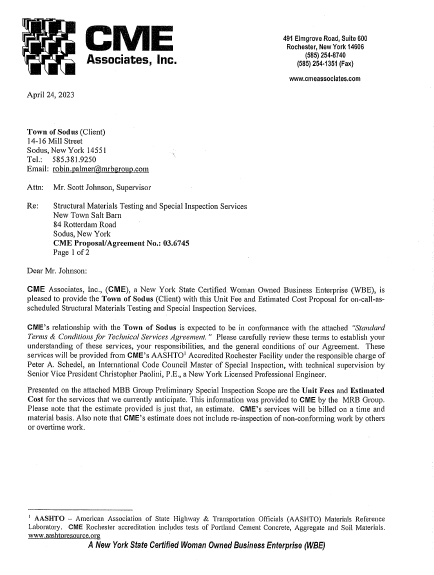 CME
Associates, Inc.
491 Elmgrove Road, Suite 600
Rochester, New York 14606
(585) 254-8740
(585) 254-1351 (Fax)
www.cmeassociates.com
April 24, 2023
Town of Sodus (Client)
14-16 Mill Street
Sodus, New York 14551
Tel.: 585.381.9250
Email: robin.palmer@mrbgroup.com
Attn: Mr. Scott Johnson, Supervisor
Re: Structural Materials Testing and Special Inspection Services
New Town Salt Barn
84 Rotterdam Road
Sodus, New York
CME Proposal/Agreement No.: 03.6745
Page 1 of 2
Dear Mr. Johnson:
CME Associates, Inc., (CME), a New York State Certified Woman Owned Business Enterprise (WBE), is
pleased to provide the Town of Sodus (Client) with this Unit Fee and Estimated Cost Proposal for on-call-as-
scheduled Structural Materials Testing and Special Inspection Services.
CME's relationship with the Town of Sodus is expected to be in conformance with the attached "Standard
Terms & Conditions for Technical Services Agreement." Please carefully review these terms to establish your
understanding of these services, your responsibilities, and the general conditions of our Agreement. These
services will be provided from CME's AASHTO¹ Accredited Rochester Facility under the responsible charge of
Peter A. Schedel, an International Code Council Master of Special Inspection, with technical supervision by
Senior Vice President Christopher Paolini, P.E., a New York Licensed Professional Engineer.
Presented on the attached MBB Group Preliminary Special Inspection Scope are the Unit Fees and Estimated
Cost for the services that we currently anticipate. This information was provided to CME by the MRB Group.
Please note that the estimate provided is just that, an estimate. CME's services will be billed on a time and
material basis. Also note that CME's estimate does not include re-inspection of non-conforming work by others
or overtime work.
¹ AASHTO – American Association of State Highway & Transportation Officials (AASHTO) Materials Reference
Laboratory. CME Rochester accreditation includes tests of Portland Cement Concrete, Aggregate and Soil Materials.
www.aashtoresource.org
A New York State Certified Woman Owned Business Enterprise (WBE)